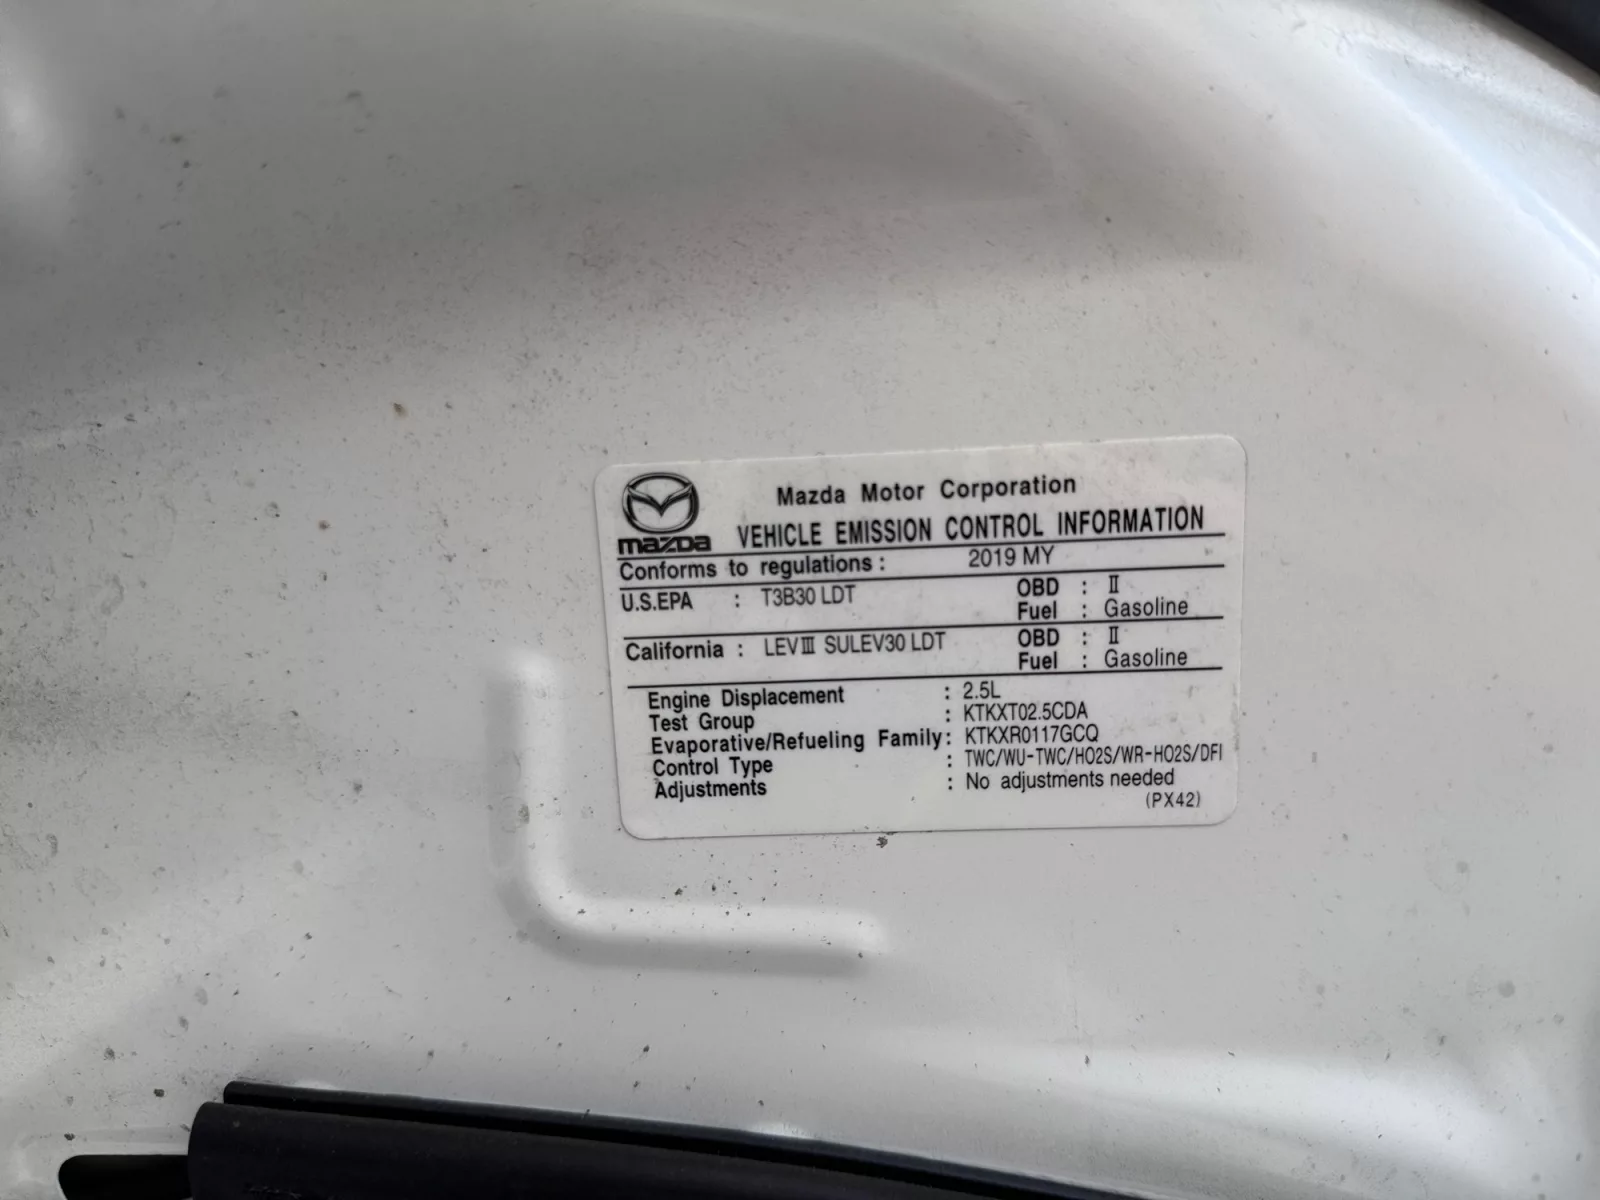 Mazda Motor Corporation
mazda VEHICLE EMISSION CONTROL INFORMATION
Conforms to regulations : 2019 MY
U.S.EPA : T3B30 LDT OBD : II
Fuel : Gasoline
California : LEVIII SULEV30 LDT OBD : II
Fuel : Gasoline
Engine Displacement : 2.5L
Test Group : KTKXT02.5CDA
Evaporative/Refueling Family : KTKXR0117GCQ
Control Type : TWC/WU-TWC/HO2S/WR-HO2S/DFI
Adjustments : No adjustments needed
(PX42)